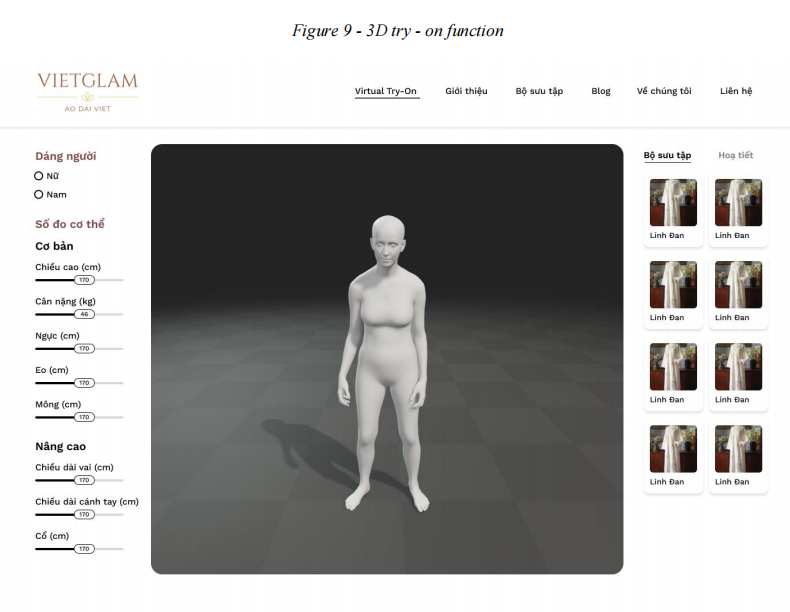 Figure 9 - 3D try - on function
VIETGLAM
AO DAI VIET
Virtual Try-On
Giới thiệu
Bộ sưu tập
Blog
Về chúng tôi
Liên hệ
Dáng người
Nữ
Nam
Số đo cơ thể
Cơ bản
Chiều cao (cm)
170
Cân nặng (kg)
46
Ngực (cm)
170
Eo (cm)
170
Mông (cm)
170
Nâng cao
Chiều dài vai (cm)
170
Chiều dài cánh tay (cm)
170
Cổ (cm)
170
Bộ sưu tập
Hoạ tiết
Linh Đan
Linh Đan
Linh Đan
Linh Đan
Linh Đan
Linh Đan
Linh Đan
Linh Đan